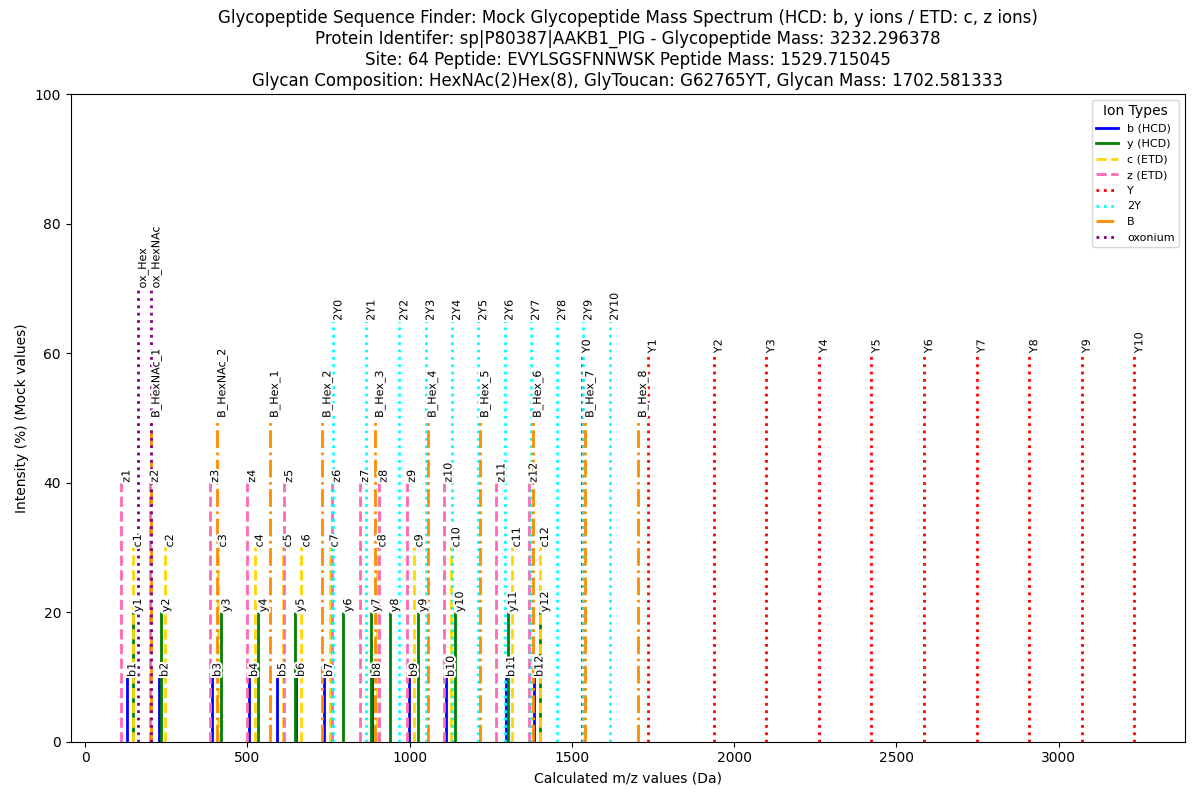 Glycopeptide Sequence Finder: Mock Glycopeptide Mass Spectrum (HCD: b, y ions / ETD: c, z ions)
Protein Identifer: sp|P80387|AAKB1_PIG - Glycopeptide Mass: 3232.296378
Site: 64 Peptide: EVYLSGSFNNWSK Peptide Mass: 1529.715045
Glycan Composition: HexNAc(2)Hex(8), GlyToucan: G62765YT, Glycan Mass: 1702.581333
100
80
60
40
20
0
Intensity (%) (Mock values)
Ion Types
b (HCD)
y (HCD)
c (ETD)
z (ETD)
Y
2Y
B
oxonium
ox_Hex
ox_HexNAc
2Y0
2Y1
2Y2
2Y3
2Y4
2Y5
2Y6
2Y7
2Y8
2Y9
2Y10
Y0
Y1
Y2
Y3
Y4
Y5
Y6
Y7
Y8
Y9
Y10
B_HexNAc_1
B_HexNAc_2
B_Hex_1
B_Hex_2
B_Hex_3
B_Hex_4
B_Hex_5
B_Hex_6
B_Hex_7
B_Hex_8
z1
z2
z3
z4
z5
z6
z7
z8
z9
z10
z11
z12
c1
c2
c3
c4
c5
c6
c7
c8
c9
c10
c11
c12
y1
y2
y3
y4
y5
y6
y7
y8
y9
y10
y11
y12
b1
b2
b3
b4
b5
b6
b7
b8
b9
b10
b11
b12
0
500
1000
1500
2000
2500
3000
Calculated m/z values (Da)